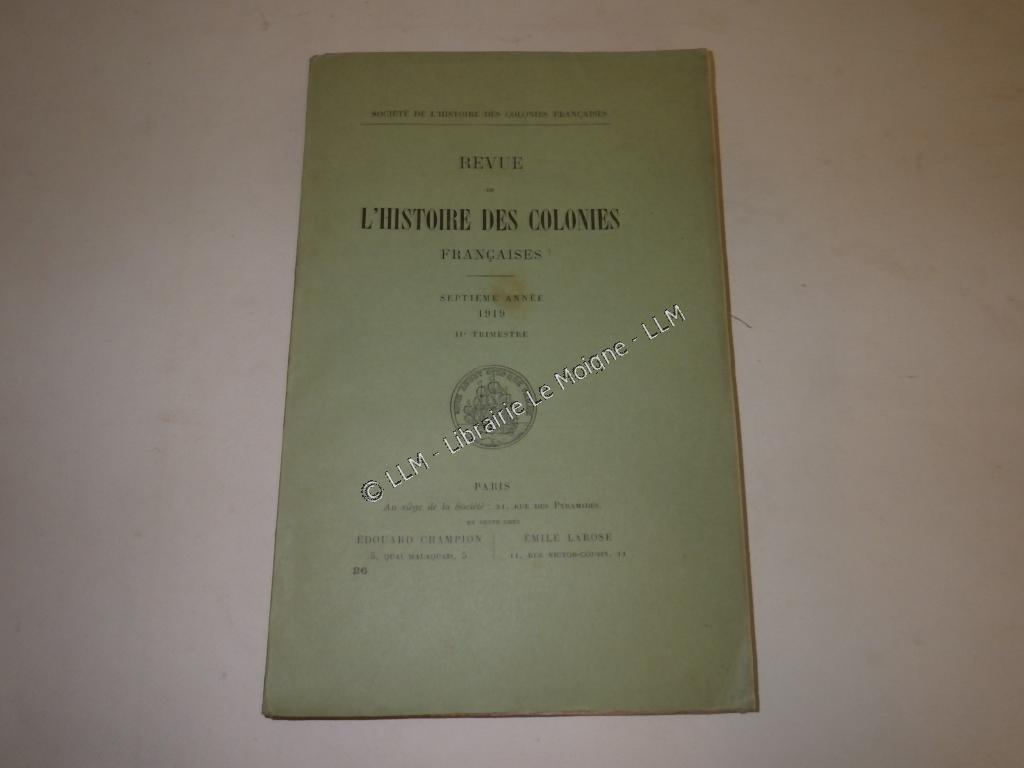 SOCIÉTÉ DE L'HISTOIRE DES COLONIES FRANÇAISES
REVUE
DE
L'HISTOIRE DES COLONIES
FRANÇAISES
SEPTIÈME ANNÉE
1919
IIe TRIMESTRE
© LLM - Librairie Le Moigne - LLM
PARIS
Au siège de la Société : 21, RUE DES PYRAMIDES.
EN VENTE CHEZ
ÉDOUARD CHAMPION
5, QUAI MALAQUAIS, 5
ÉMILE LAROSE
11, RUE VICTOR-COUSIN, 11
26